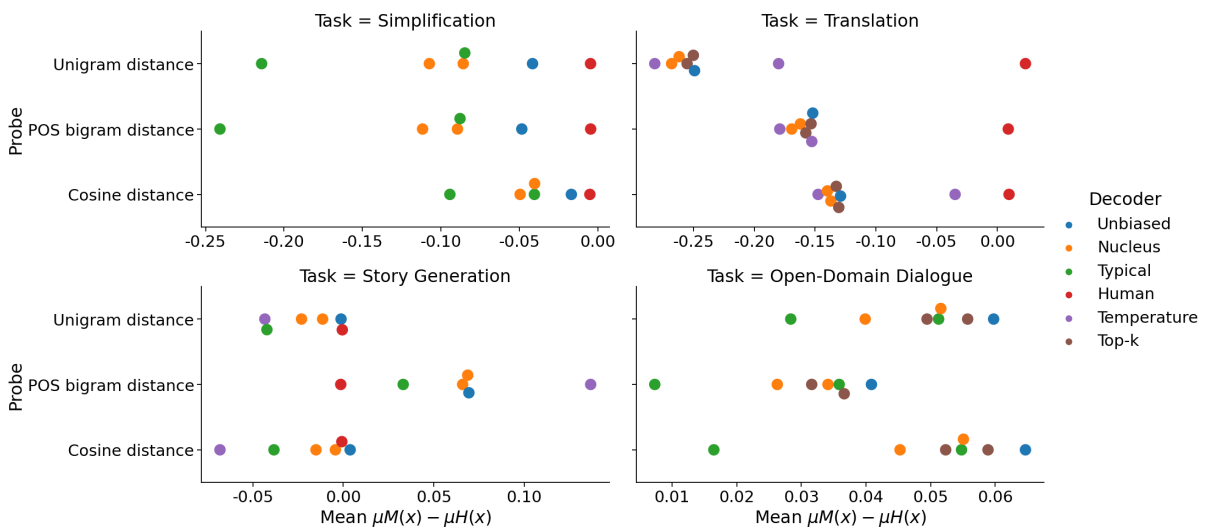 Task = Simplification
Task = Translation
Probe
Unigram distance
POS bigram distance
Cosine distance
-0.25 -0.20 -0.15 -0.10 -0.05 0.00
-0.25 -0.20 -0.15 -0.10 -0.05 0.00
Decoder
Unbiased
Nucleus
Typical
Human
Temperature
Top-k
Task = Story Generation
Task = Open-Domain Dialogue
Probe
Unigram distance
POS bigram distance
Cosine distance
-0.05 0.00 0.05 0.10
0.01 0.02 0.03 0.04 0.05 0.06
Mean μM(x) − μH(x)
Mean μM(x) − μH(x)